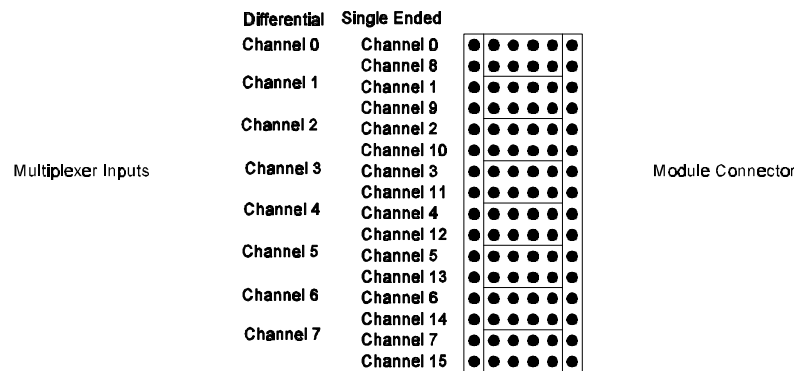 Differential Single Ended
Channel 0 Channel 0
Channel 8
Channel 1 Channel 1
Channel 9
Channel 2 Channel 2
Channel 10
Multiplexer Inputs Channel 3 Channel 3 Module Connector
Channel 11
Channel 4 Channel 4
Channel 12
Channel 5 Channel 5
Channel 13
Channel 6 Channel 6
Channel 14
Channel 7 Channel 7
Channel 15